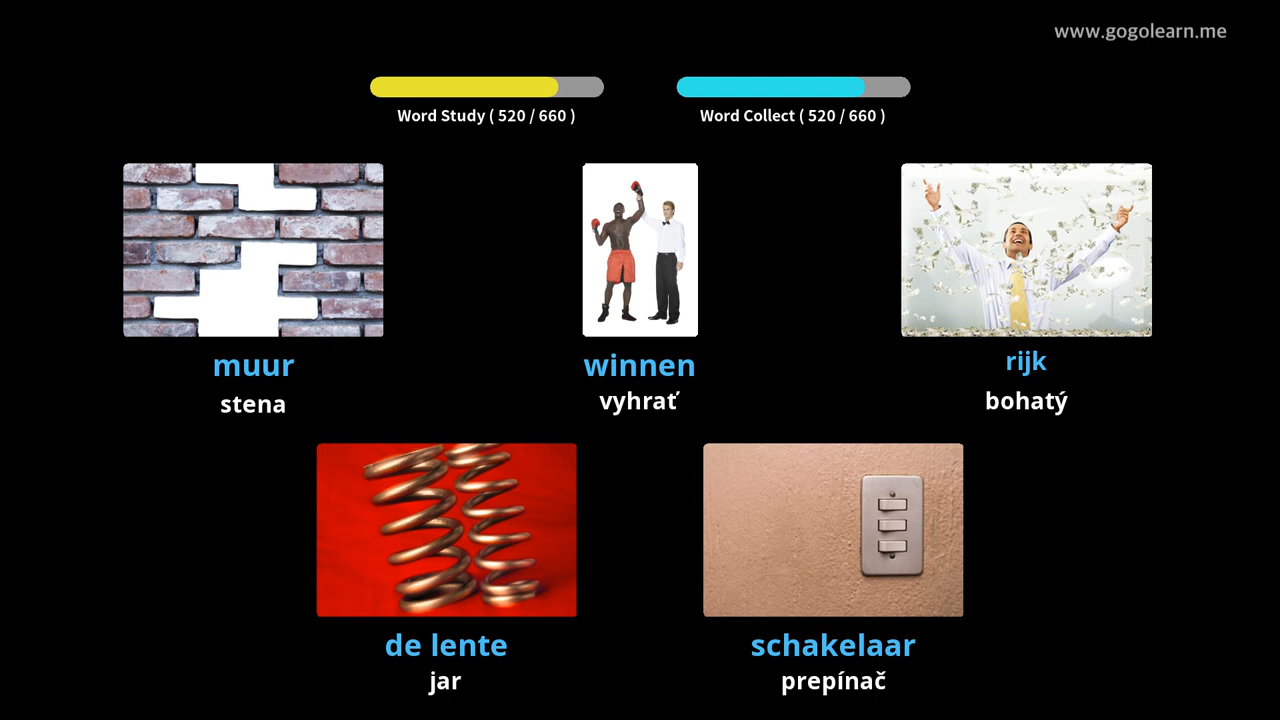 www.gogolearn.me
Word Study ( 520 / 660 )
Word Collect ( 520 / 660 )
muur
stena
winnen
vyhrať
rijk
bohatý
de lente
jar
schakelaar
prepínač